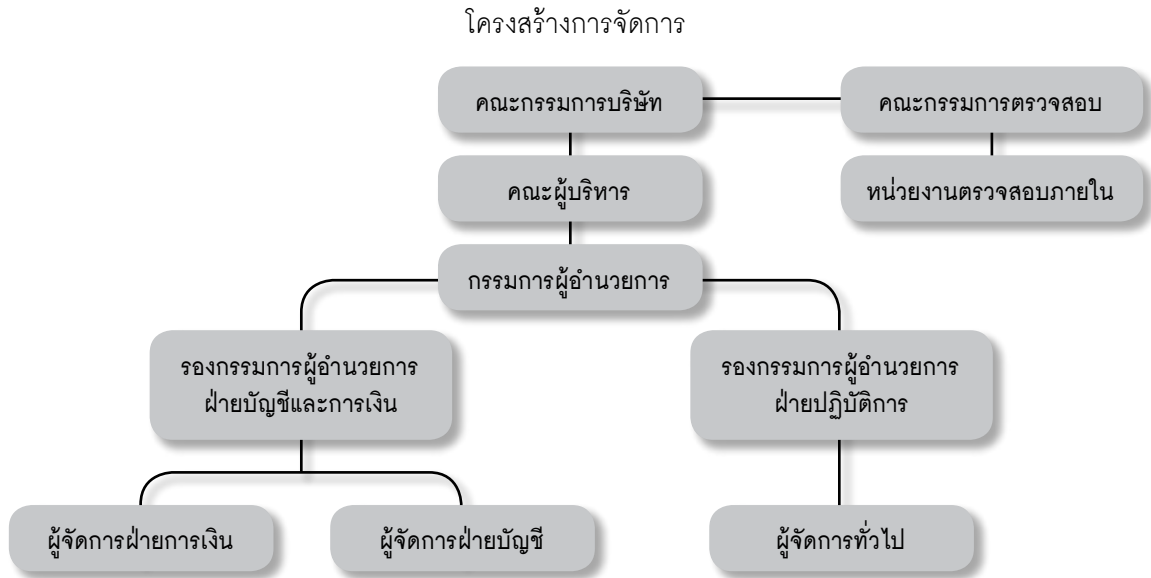 โครงสร้างการจัดการ
คณะกรรมการบริษัท
คณะกรรมการตรวจสอบ
คณะผู้บริหาร
หน่วยงานตรวจสอบภายใน
กรรมการผู้อำนวยการ
รองกรรมการผู้อำนวยการ
ฝ่ายบัญชีและการเงิน
รองกรรมการผู้อำนวยการ
ฝ่ายปฏิบัติการ
ผู้จัดการฝ่ายการเงิน
ผู้จัดการฝ่ายบัญชี
ผู้จัดการทั่วไป